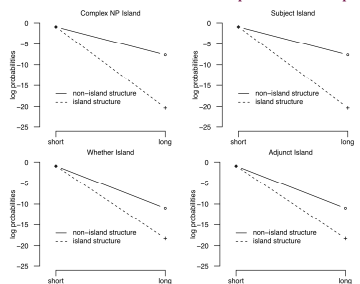 Complex NP Island
log probabilities
0
−5
−10
−15
−20
−25
non−island structure
island structure
short
long
Subject Island
log probabilities
0
−5
−10
−15
−20
−25
non−island structure
island structure
short
long
Whether Island
log probabilities
0
−5
−10
−15
−20
−25
non−island structure
island structure
short
long
Adjunct Island
log probabilities
0
−5
−10
−15
−20
−25
non−island structure
island structure
short
long